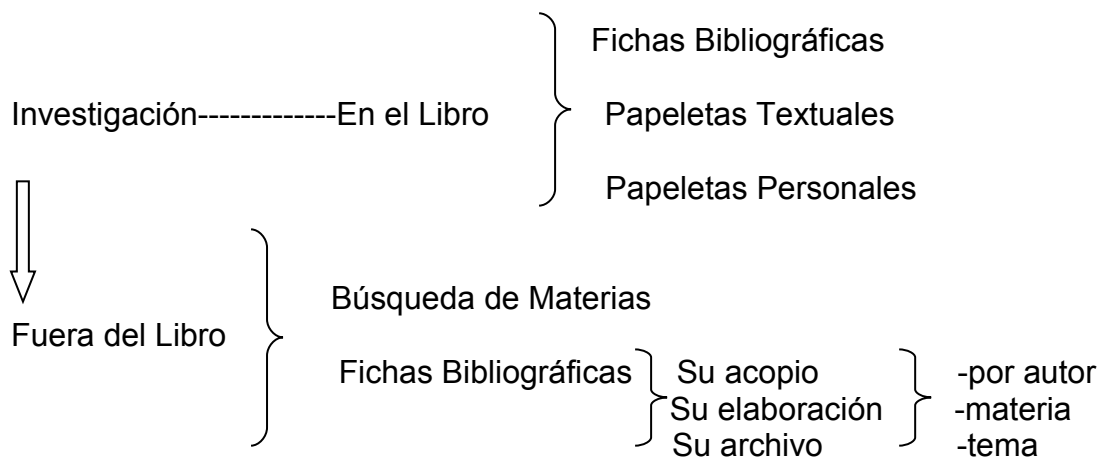 Fichas Bibliográficas
Investigación-------------En el Libro
Papeletas Textuales
Papeletas Personales
Búsqueda de Materias
Fuera del Libro
Fichas Bibliográficas Su acopio -por autor
Su elaboración -materia
Su archivo -tema